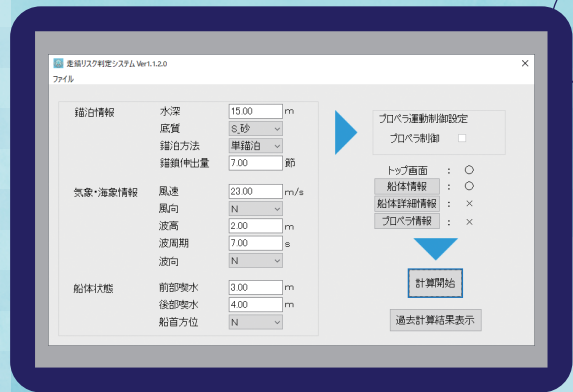 走錨リスク判定システム Ver1.1.2.0
ファイル
錨泊情報
水深 15.00 m
底質 S_砂
錨泊方法 単錨泊
錨鎖伸出量 7.00 節
気象・海象情報
風速 23.00 m/s
風向 N
波高 2.00 m
波周期 7.00 s
波向 N
船体状態
前部喫水 3.00 m
後部喫水 4.00 m
船首方位 N
プロペラ運動制御設定
プロペラ制御
トップ画面 : ○
船体情報 : ○
船体詳細情報 : ×
プロペラ情報 : ×
計算開始
過去計算結果表示